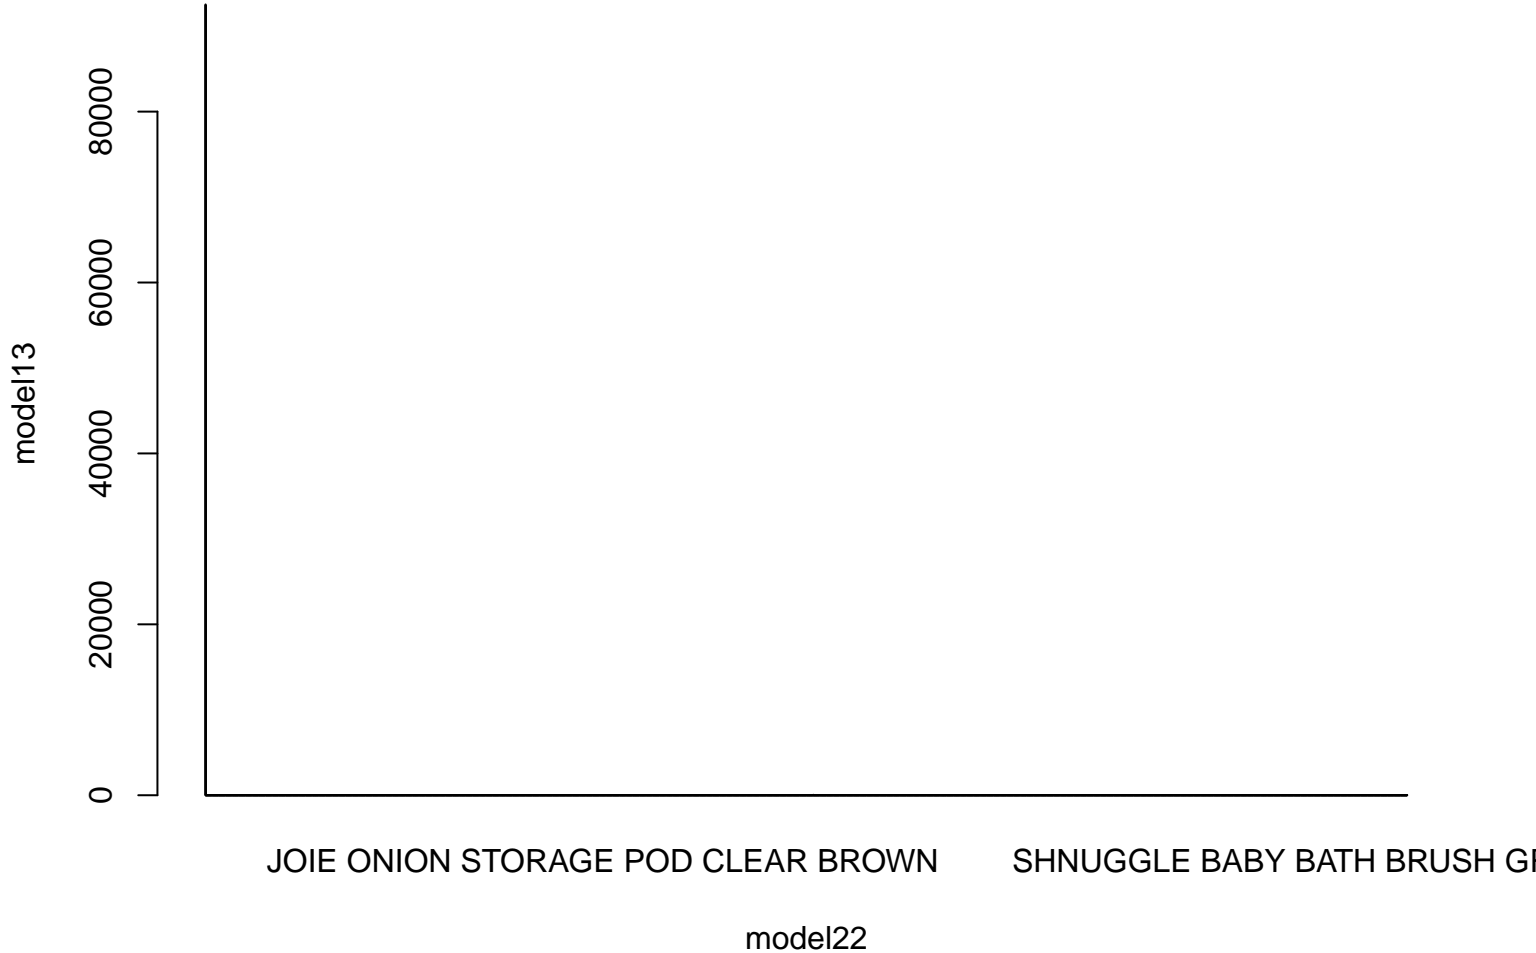 80000
60000
40000
20000
0
model13
JOIE ONION STORAGE POD CLEAR BROWN
SHNUGGLE BABY BATH BRUSH
model22